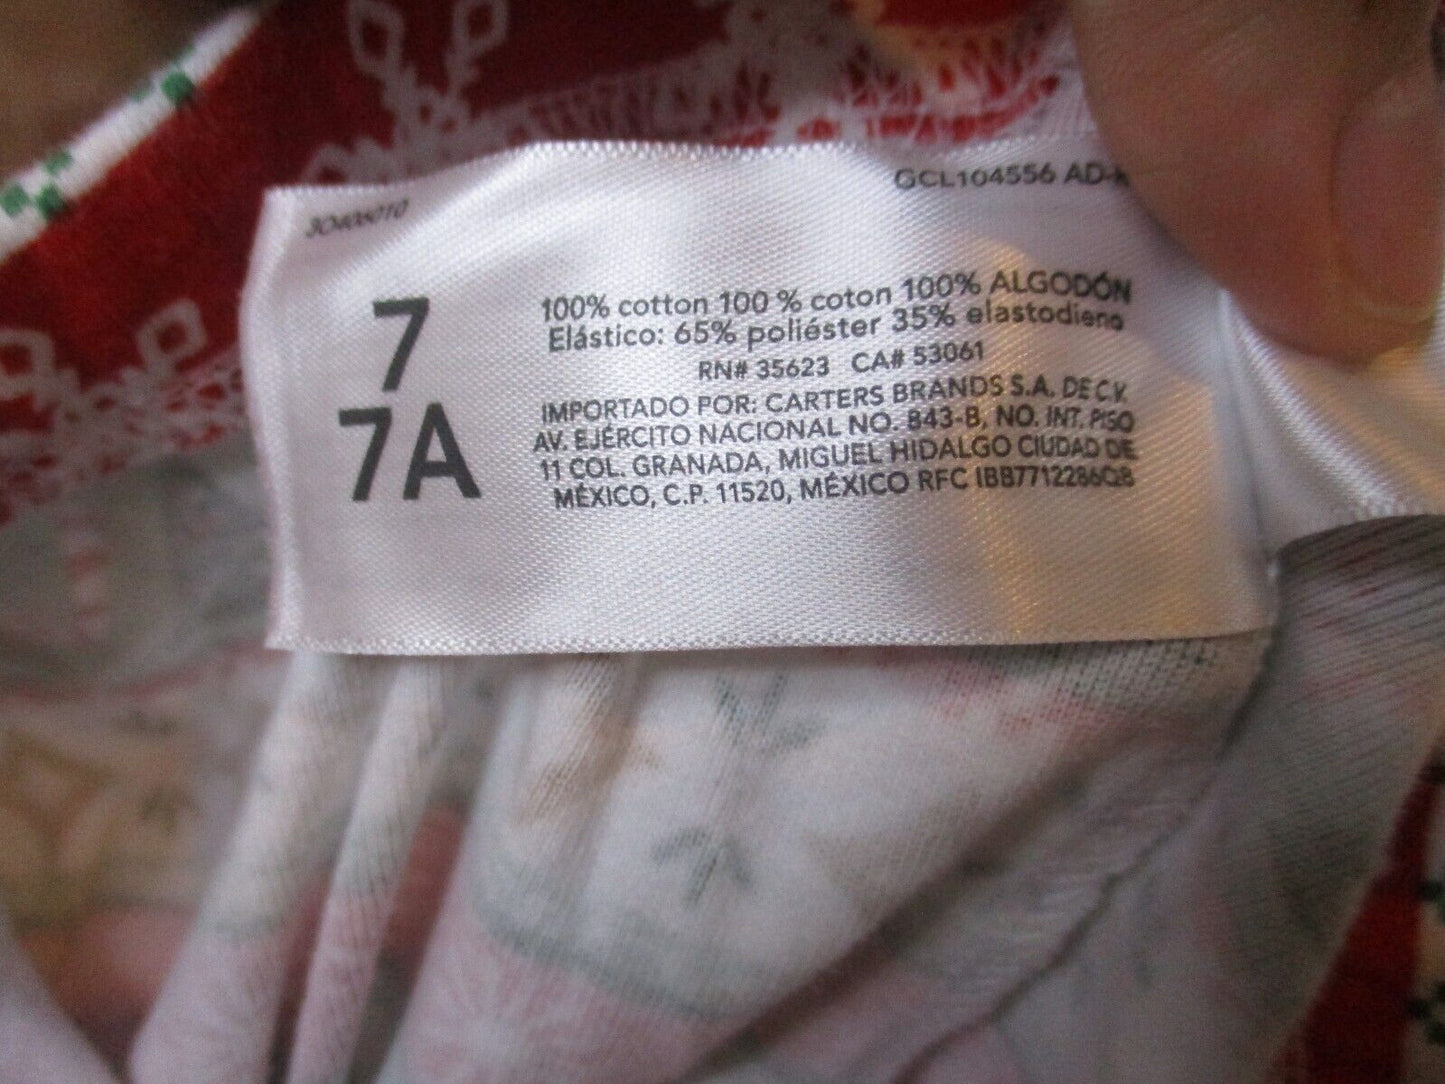 GCL104556 AD-
3O406010
7
7A
100% cotton 100 % coton 100% ALGODÓN
Elástico: 65% poliéster 35% elastodieno
RN# 35623 CA# 53061
IMPORTADO POR: CARTERS BRANDS S.A. DE C.V.
AV. EJÉRCITO NACIONAL NO. 843-B, NO. INT. PISO
11 COL. GRANADA, MIGUEL HIDALGO CIUDAD DE
MÉXICO, C.P. 11520, MÉXICO RFC IBB7712286Q8